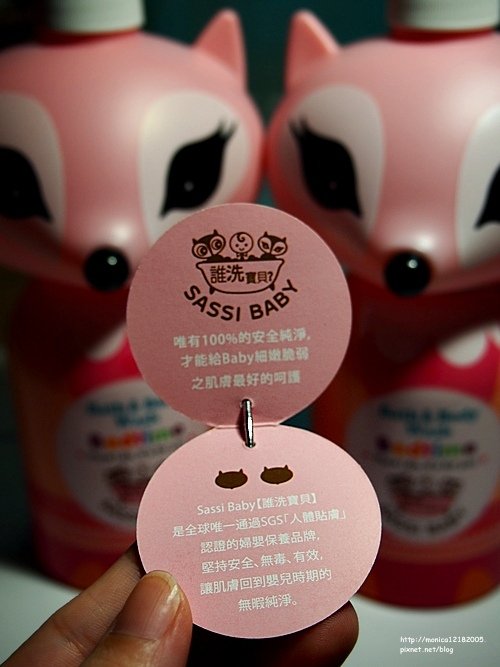 誰洗寶貝?
SASSI BABY
唯有100%的安全純淨,
才能給Baby細嫩脆弱
之肌膚最好的呵護
Sassi Baby【誰洗寶貝】
是全球唯一通過SGS「人體貼膚」
認證的婦嬰保養品牌,
堅持安全、無毒、有效,
讓肌膚回到嬰兒時期的
無暇純淨。
SASSI BABY
http://monica12182005.
pixnet.net/blog